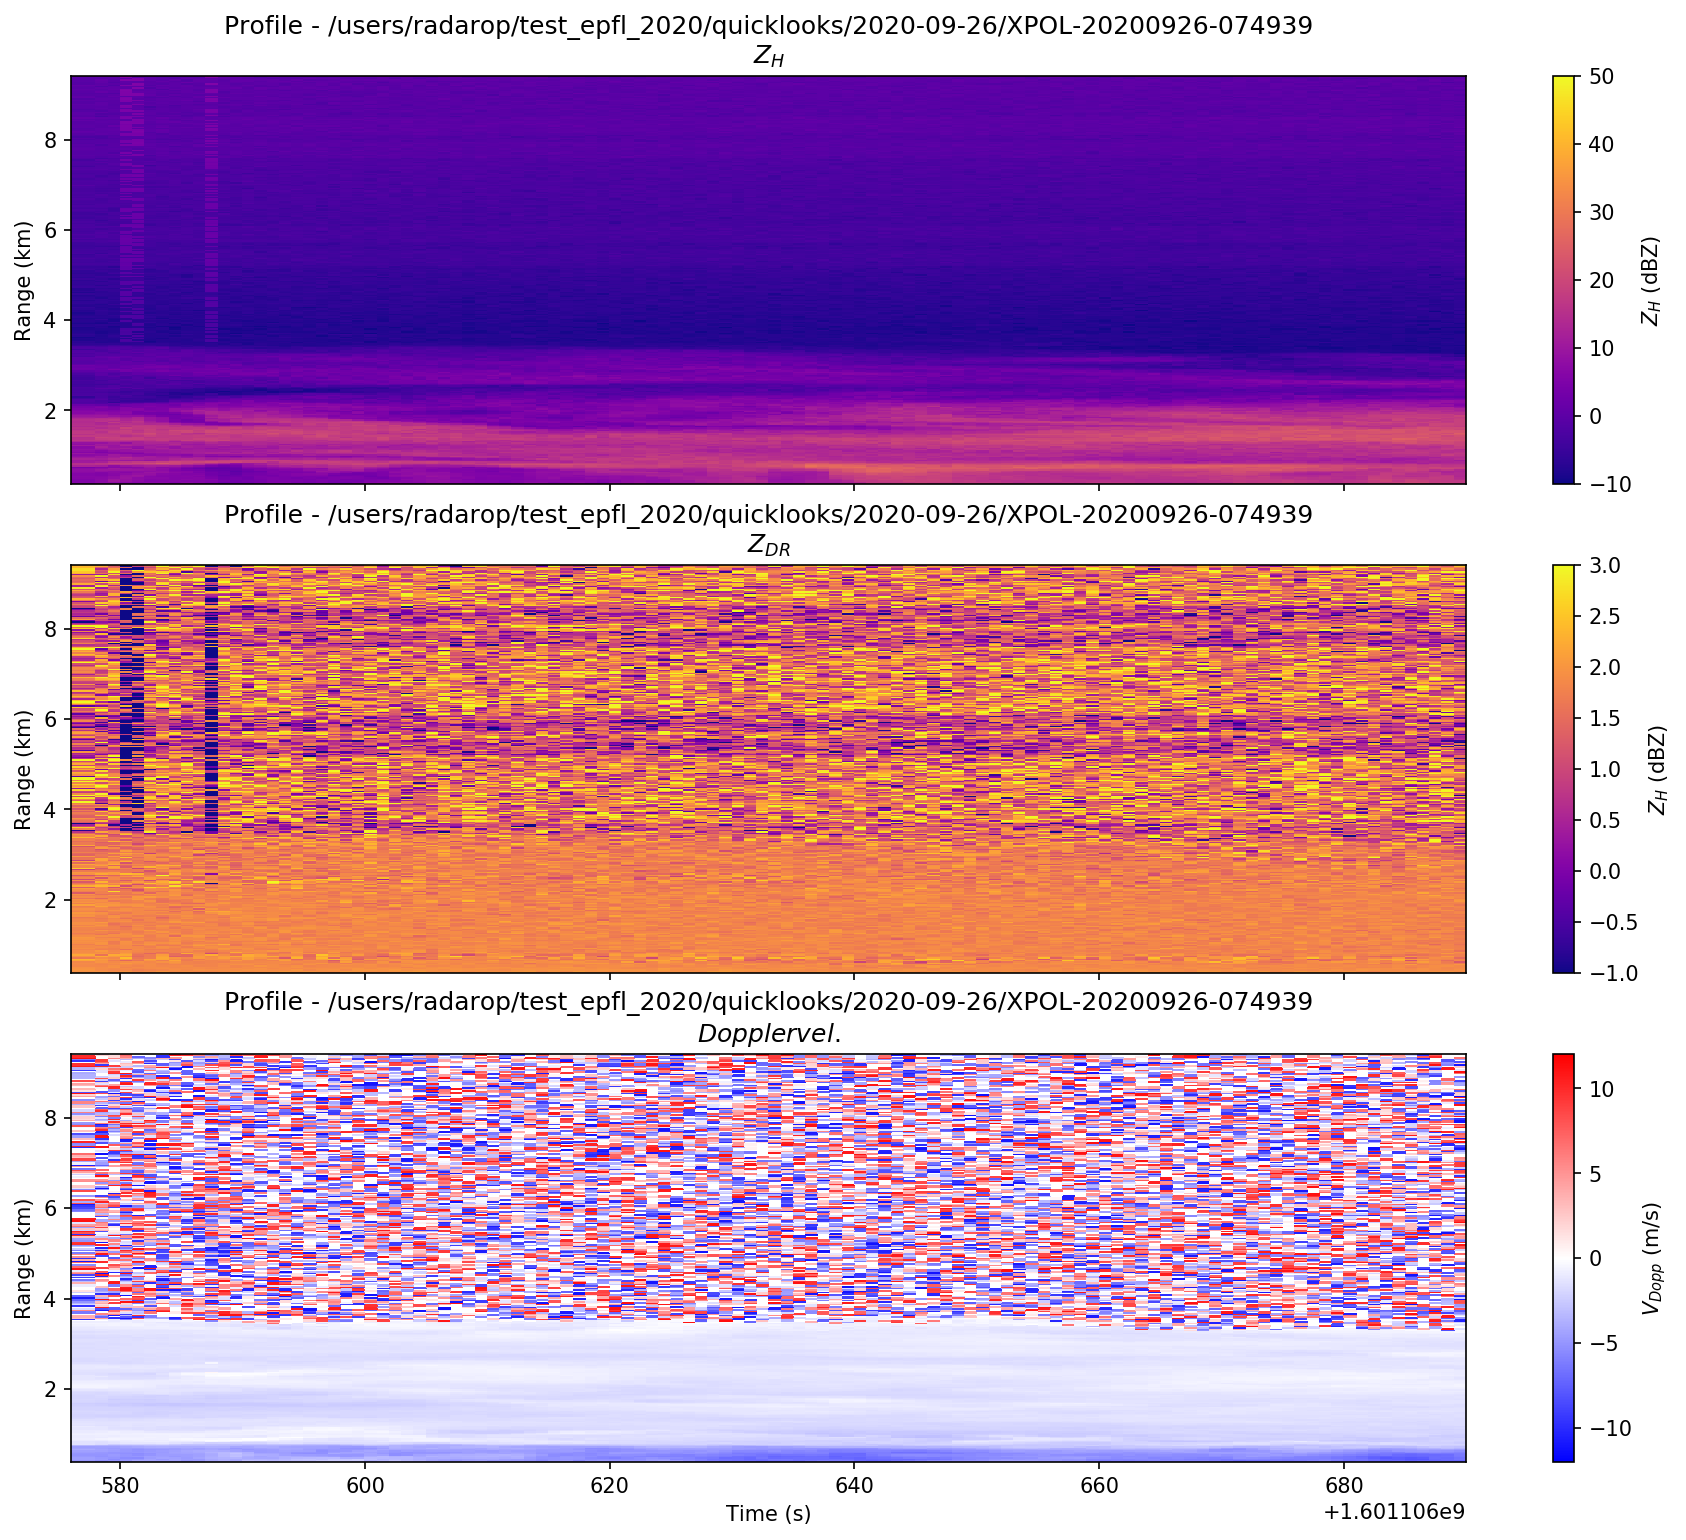 Profile - /users/radarop/test_epfl_2020/quicklooks/2020-09-26/XPOL-20200926-074939
Z_H
Range (km)
8
6
4
2
50
40
30
20
10
0
−10
Z_H (dBZ)
Profile - /users/radarop/test_epfl_2020/quicklooks/2020-09-26/XPOL-20200926-074939
Z_DR
Range (km)
8
6
4
2
3.0
2.5
2.0
1.5
1.0
0.5
0.0
−0.5
−1.0
Z_H (dBZ)
Profile - /users/radarop/test_epfl_2020/quicklooks/2020-09-26/XPOL-20200926-074939
Dopplervel.
Range (km)
8
6
4
2
10
5
0
−5
−10
V_Dopp (m/s)
580 600 620 640 660 680
Time (s)
+1.601106e9